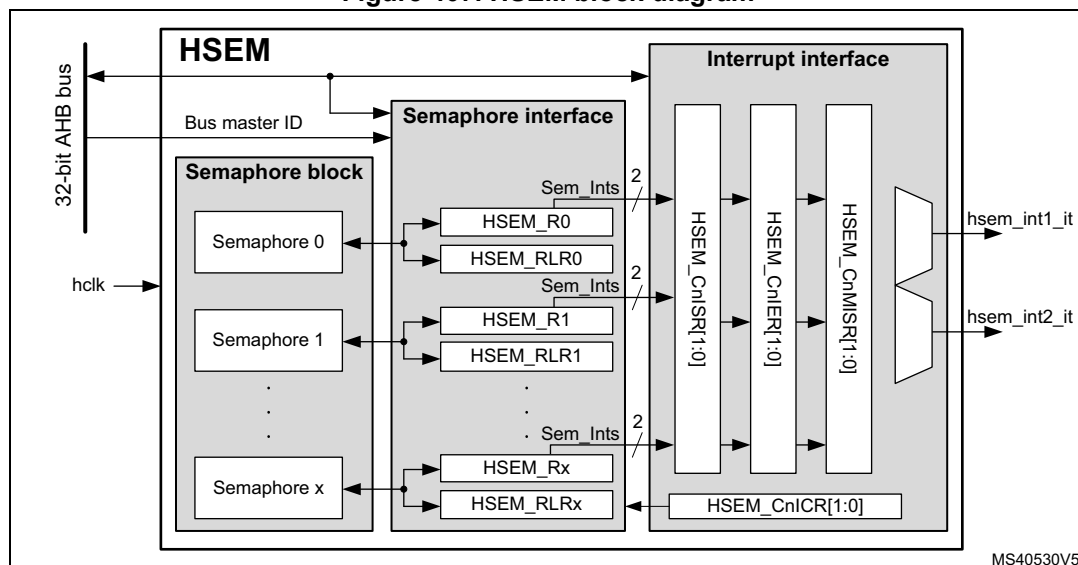 Figure HSEM block diagram
HSEM
Interrupt interface
32-bit AHB bus
Bus master ID
Semaphore interface
Semaphore block
Sem_Ints
2
HSEM_R0
Semaphore 0
HSEM_RLR0
hsem_int1_it
hclk
Sem_Ints
2
HSEM_R1
Semaphore 1
HSEM_RLR1
HSEM_CnISR[1:0]
HSEM_CnIER[1:0]
HSEM_CnMISR[1:0]
hsem_int2_it
Sem_Ints
2
HSEM_Rx
Semaphore x
HSEM_RLRx
HSEM_CnICR[1:0]
MS40530V5